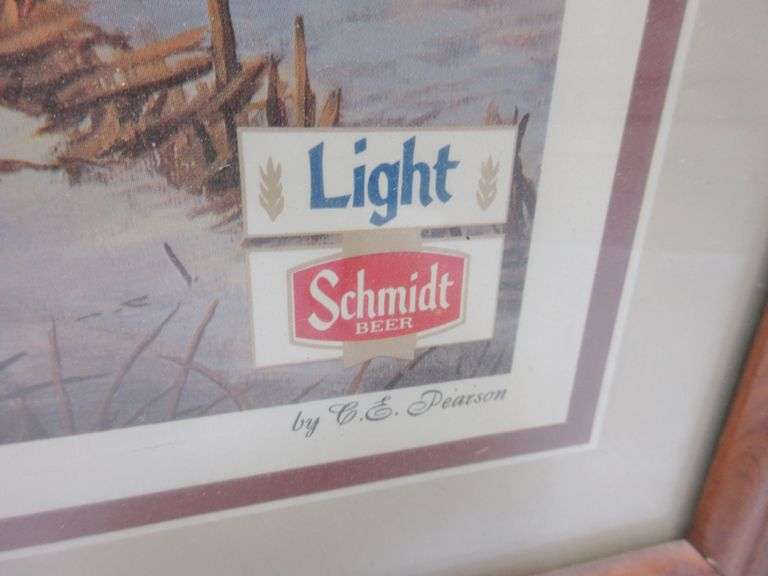 Light
Schmidt
BEER
by C.E. Pearson